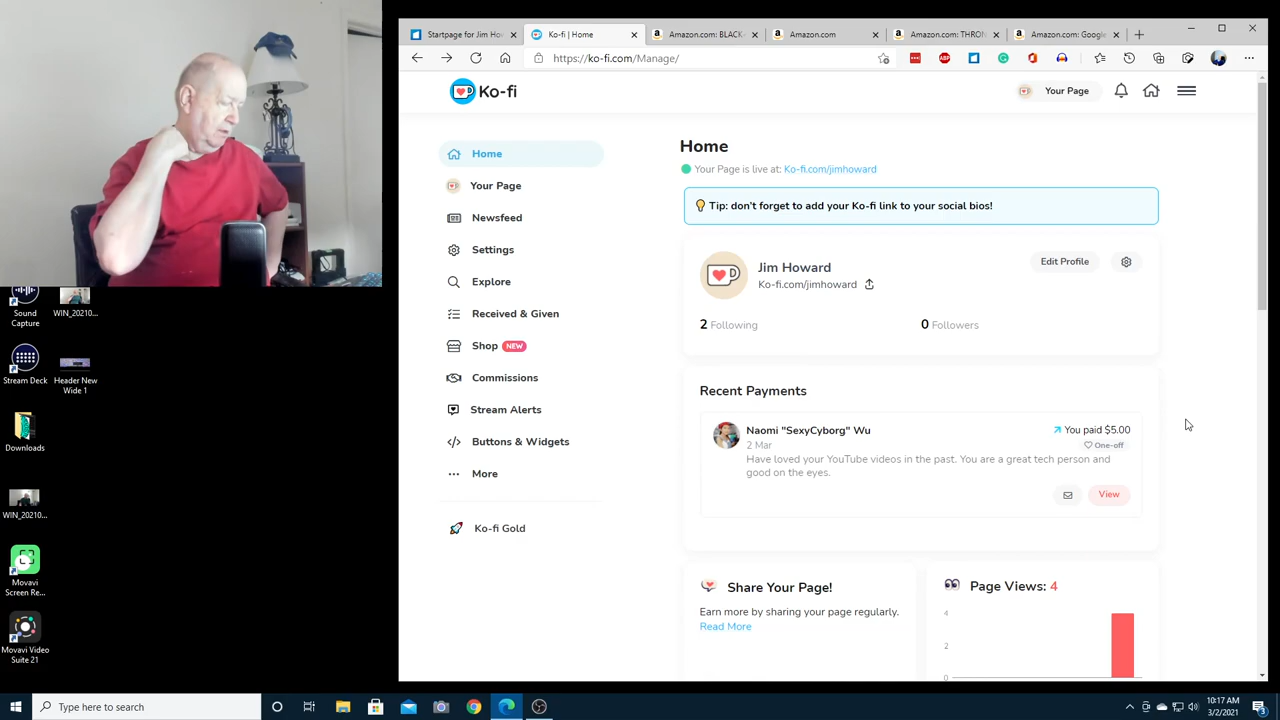 Startpage for Jim Ho
Ko-fi | Home
Amazon.com: BLACK
Amazon.com
Amazon.com: THRON
Amazon.com: Google
https://ko-fi.com/Manage/
Ko-fi
Your Page
Home
Your Page
Newsfeed
Settings
Explore
Received & Given
Shop NEW
Commissions
Stream Alerts
Buttons & Widgets
More
Ko-fi Gold
Home
Your Page is live at: Ko-fi.com/jimhoward
Tip: don't forget to add your Ko-fi link to your social bios!
Jim Howard
Edit Profile
Ko-fi.com/jimhoward
2 Following
0 Followers
Recent Payments
Naomi "SexyCyborg" Wu
You paid $5.00
2 Mar
One-off
Have loved your YouTube videos in the past. You are a great tech person and
good on the eyes.
View
Share Your Page!
Earn more by sharing your page regularly.
Read More
Page Views: 4
4
2
0
Sound
Capture
WIN_20210...
Stream Deck
Header New
Wide 1
Downloads
WIN_20210...
Movavi
Screen Re...
Movavi Video
Suite 21
Type here to search
10:17 AM
3/2/2021
3